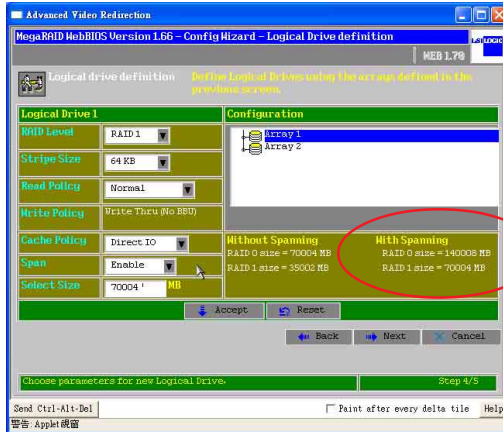 Advanced Video Redirection
MegaRAID WebBIOS Version 1.66 - Config Wizard - Logical Drive definition
LSI LOGIC
WEB 1.70
Logical drive definition
Define Logical Drives using the arrays defined in the previous screen.
Logical Drive 1
RAID Level RAID 1
Stripe Size 64 KB
Read Policy Normal
Write Policy Write Thru (No BBU)
Cache Policy Direct IO
Span Enable
Select Size 70004 MB
Configuration
Array 1
Array 2
Without Spanning
RAID 0 size = 70004 MB
RAID 1 size = 35002 MB
With Spanning
RAID 0 size = 140008 MB
RAID 1 size = 70004 MB
Accept Reset
Back Next Cancel
Choose parameters for new Logical Drive. Step 4/5
Send Ctrl-Alt-Del Paint after every delta tile Help
警告: Applet 視窗